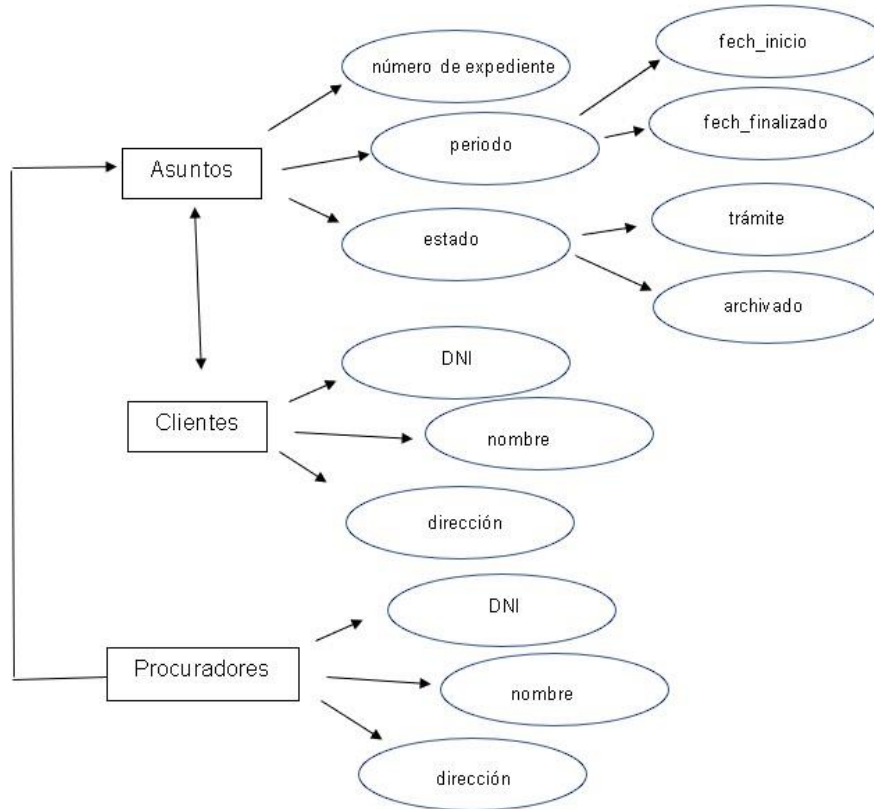 fech_inicio
número de expediente
fech_finalizado
periodo
Asuntos
trámite
estado
archivado
DNI
Clientes
nombre
dirección
DNI
Procuradores
nombre
dirección